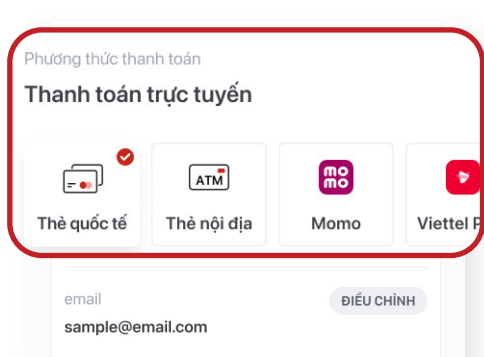 Phương thức thanh toán
Thanh toán trực tuyến
ATM
mo
mo
Thẻ quốc tế
Thẻ nội địa
Momo
Viettel P
email
ĐIỀU CHỈNH
sample@email.com